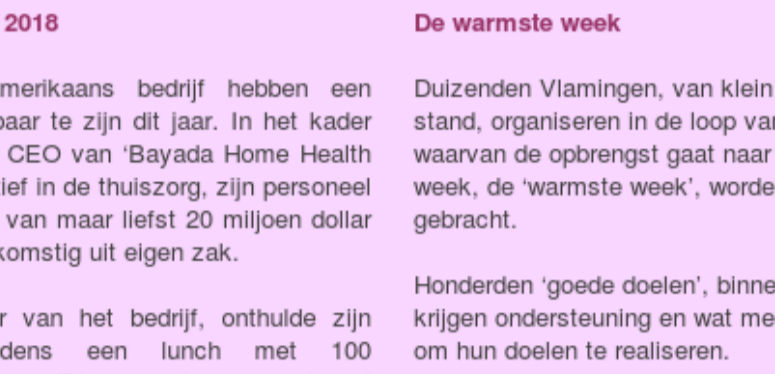 2018
merikaans bedrijf hebben een
baar te zijn dit jaar. In het kader
CEO van ‘Bayada Home Health
ief in de thuiszorg, zijn personeel
van maar liefst 20 miljoen dollar
komstig uit eigen zak.
r van het bedrijf, onthulde zijn
dens een lunch met 100
De warmste week
Duizenden Vlamingen, van klein
stand, organiseren in de loop van
waarvan de opbrengst gaat naar
week, de ‘warmste week’, worde
gebracht.
Honderden ‘goede doelen’, binne
krijgen ondersteuning en wat me
om hun doelen te realiseren.